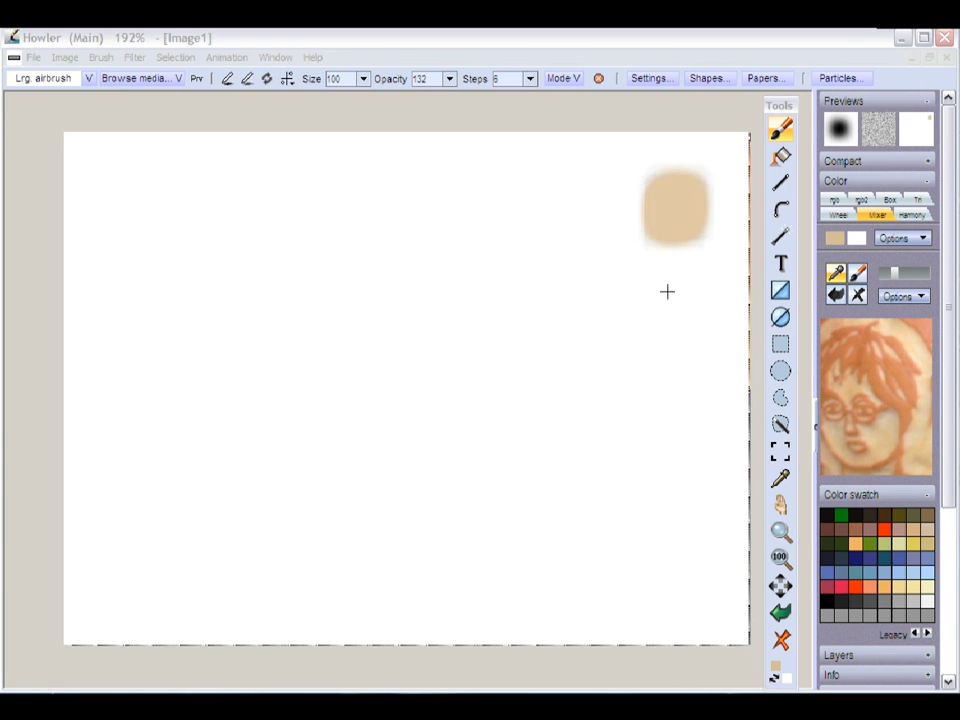 Howler (Main) 192% - [Image1]
File Image Brush Filter Selection Animation Window Help
Lrg. airbrush V Browse media... V Prv Size 100 Opacity 132 Steps 6 Mode V Settings... Shapes... Papers... Particles...
Tools
Previews
Compact
Color
rgb rgb2 Box Tri
Wheel Mixer Harmony
Options
Options
T
100
Color swatch
Legacy
Layers
Info